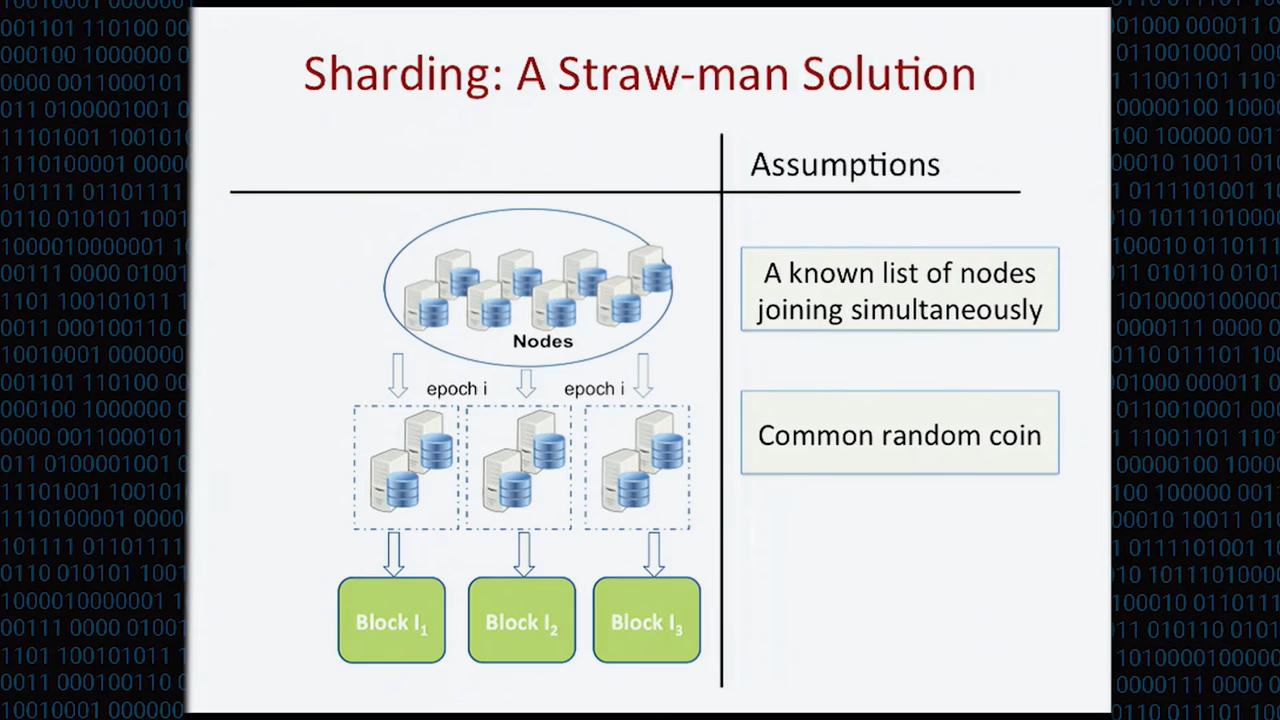 Sharding: A Straw-man Solution
Assumptions
Nodes
epoch i
epoch i
Block I1
Block I2
Block I3
A known list of nodes
joining simultaneously
Common random coin